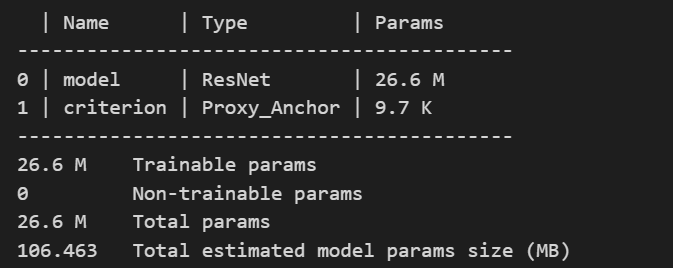 | Name      | Type         | Params
-------------------------------------------
0 | model     | ResNet       | 26.6 M
1 | criterion | Proxy_Anchor | 9.7 K
-------------------------------------------
26.6 M    Trainable params
0         Non-trainable params
26.6 M    Total params
106.463   Total estimated model params size (MB)